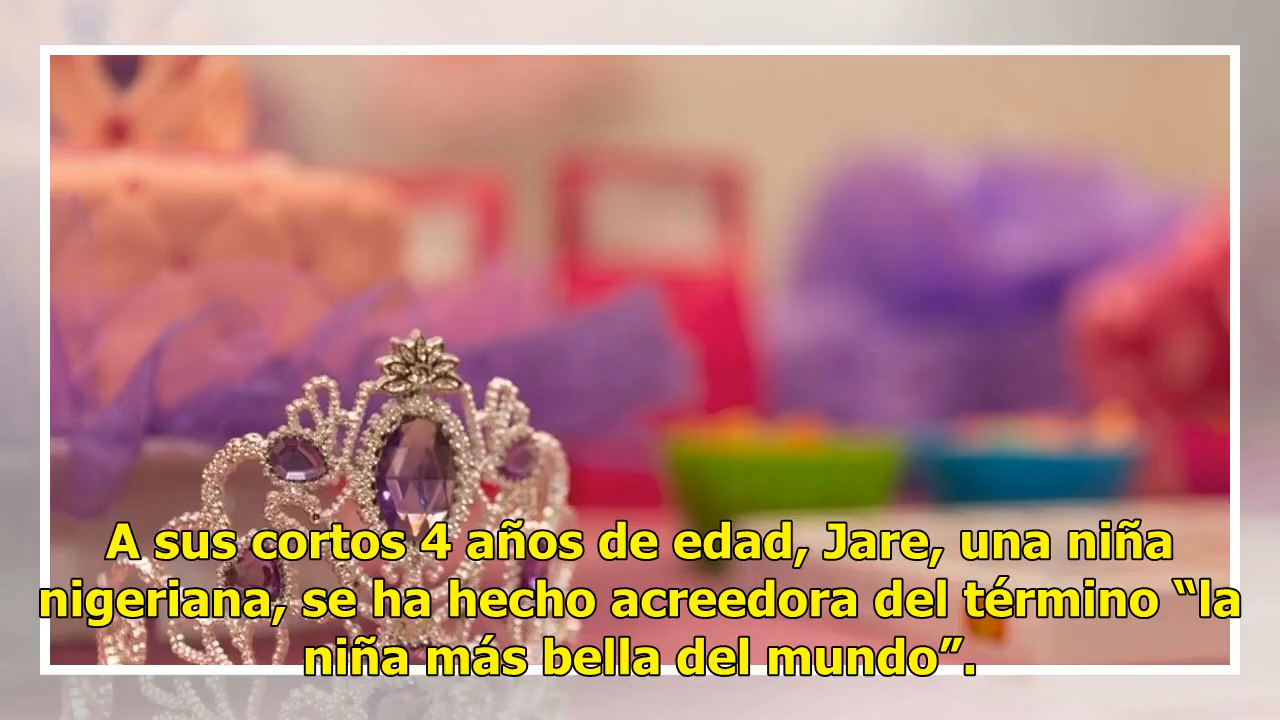 A sus cortos 4 años de edad, Jare, una niña
nigeriana, se ha hecho acreedora del término “la
niña más bella del mundo”.